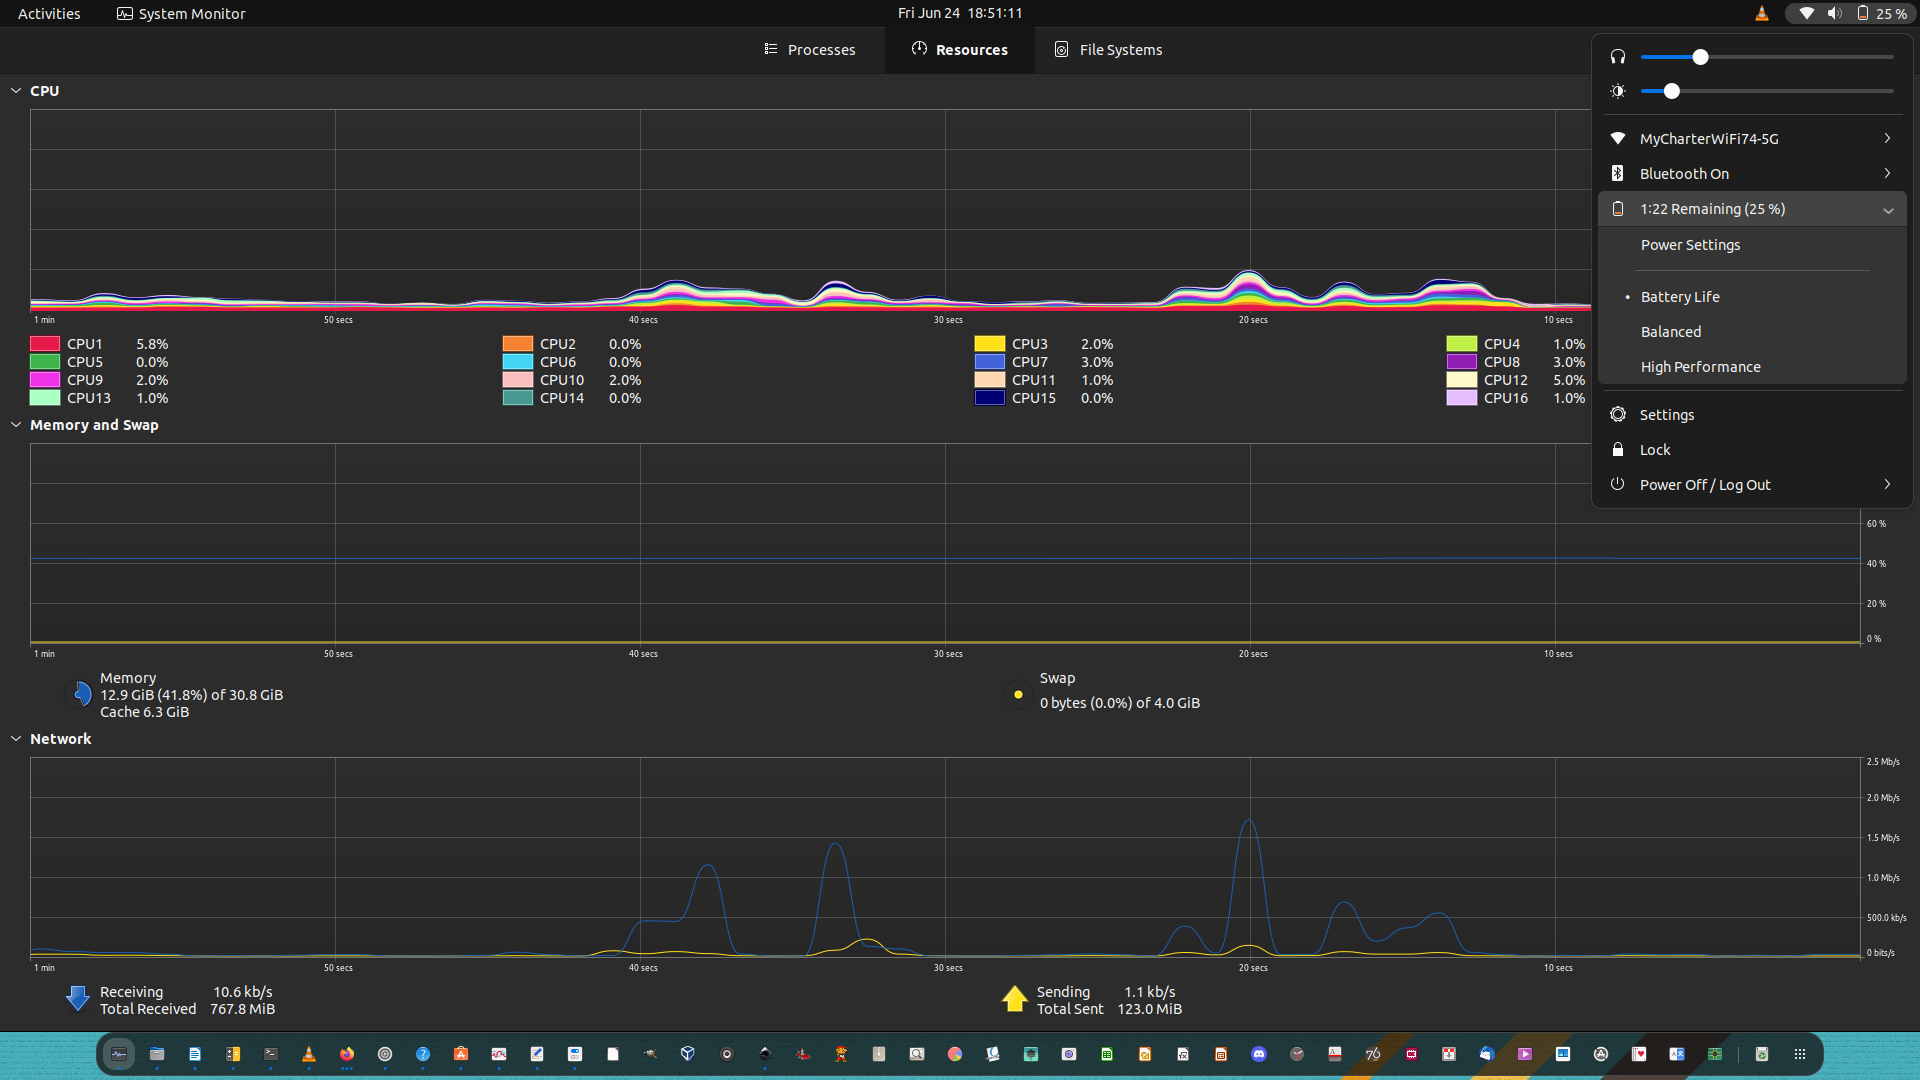 Activities
System Monitor
Fri Jun 24 18:51:11
25 %
Processes
Resources
File Systems
CPU
1 min
50 secs
40 secs
30 secs
20 secs
10 secs
CPU1 5.8%
CPU2 0.0%
CPU3 2.0%
CPU4 1.0%
CPU5 0.0%
CPU6 0.0%
CPU7 3.0%
CPU8 3.0%
CPU9 2.0%
CPU10 2.0%
CPU11 1.0%
CPU12 5.0%
CPU13 1.0%
CPU14 0.0%
CPU15 0.0%
CPU16 1.0%
MyCharterWiFi74-5G
Bluetooth On
1:22 Remaining (25 %)
Power Settings
• Battery Life
Balanced
High Performance
Settings
Lock
Power Off / Log Out
Memory and Swap
60 %
40 %
20 %
0 %
1 min
50 secs
40 secs
30 secs
20 secs
10 secs
Memory
12.9 GiB (41.8%) of 30.8 GiB
Cache 6.3 GiB
Swap
0 bytes (0.0%) of 4.0 GiB
Network
2.5 Mb/s
2.0 Mb/s
1.5 Mb/s
1.0 Mb/s
500.0 kb/s
0 bits/s
1 min
50 secs
40 secs
30 secs
20 secs
10 secs
Receiving 10.6 kb/s
Total Received 767.8 MiB
Sending 1.1 kb/s
Total Sent 123.0 MiB
76